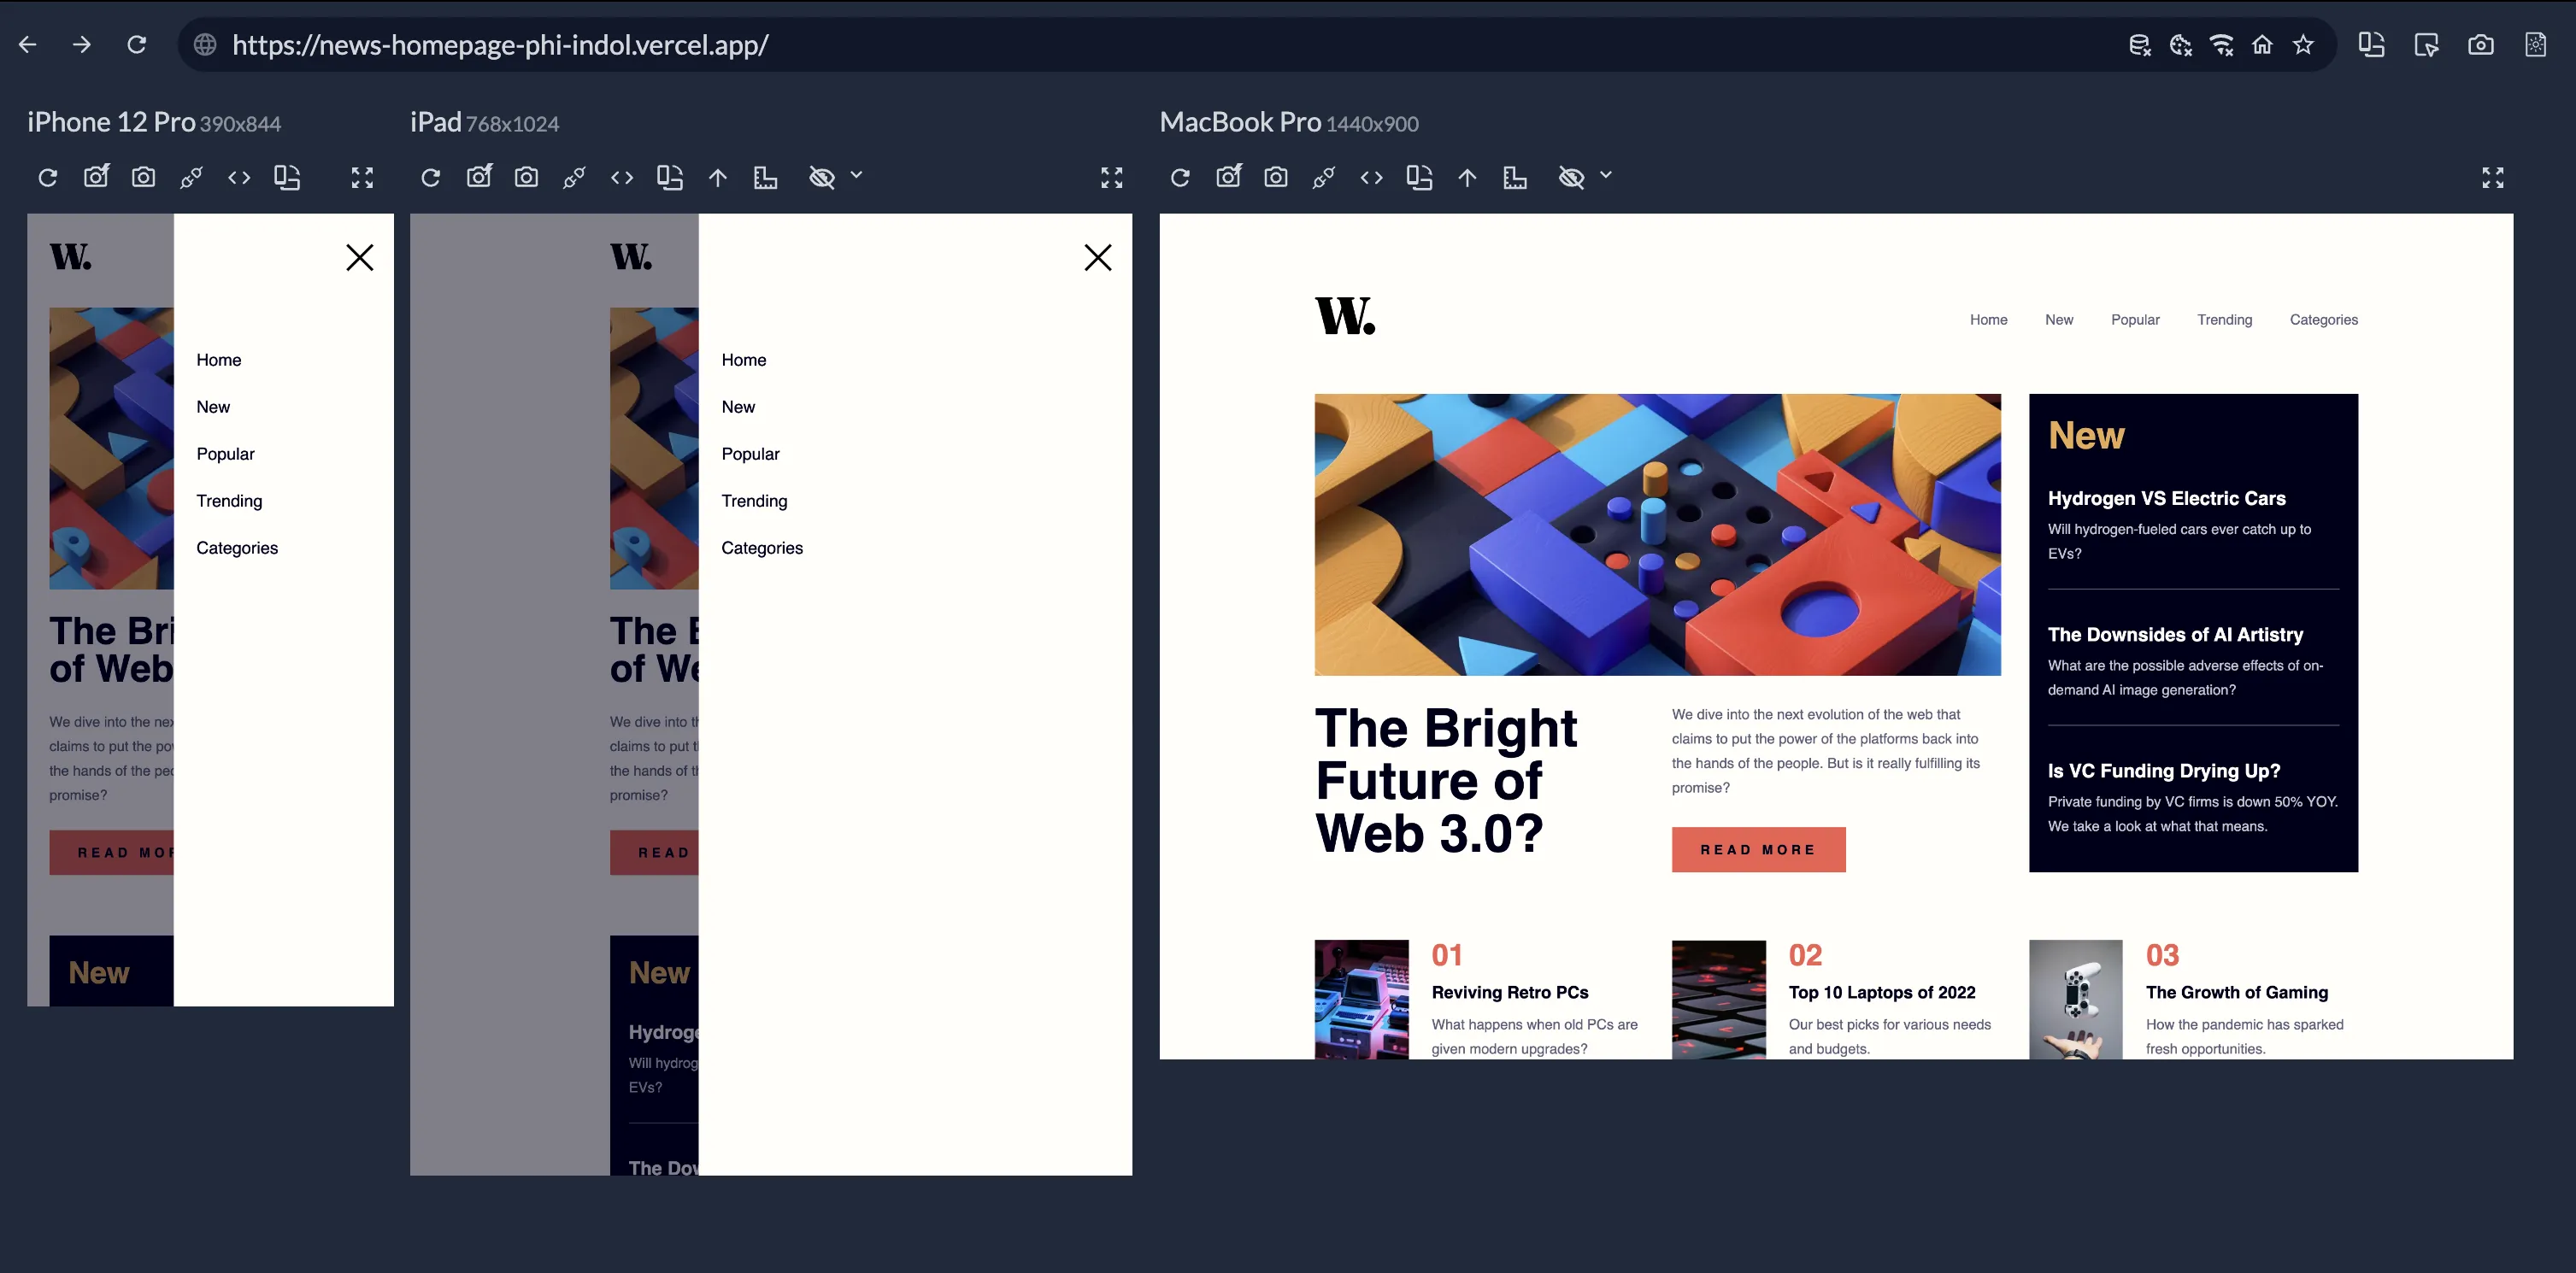 https://news-homepage-phi-indol.vercel.app/
iPhone 12 Pro 390x844
W.
Home
New
Popular
Trending
Categories
The Bri
of Web
We dive into the nex
claims to put the pow
the hands of the peo
promise?
READ MOR
New
iPad 768x1024
W.
Home
New
Popular
Trending
Categories
The B
of We
We dive into th
claims to put t
the hands of th
promise?
READ
New
Hydroge
Will hydrog
EVs?
The Dow
MacBook Pro 1440x900
W.
Home New Popular Trending Categories
The Bright
Future of
Web 3.0?
We dive into the next evolution of the web that
claims to put the power of the platforms back into
the hands of the people. But is it really fulfilling its
promise?
READ MORE
New
Hydrogen VS Electric Cars
Will hydrogen-fueled cars ever catch up to
EVs?
The Downsides of AI Artistry
What are the possible adverse effects of on-
demand AI image generation?
Is VC Funding Drying Up?
Private funding by VC firms is down 50% YOY.
We take a look at what that means.
01
Reviving Retro PCs
What happens when old PCs are
given modern upgrades?
02
Top 10 Laptops of 2022
Our best picks for various needs
and budgets.
03
The Growth of Gaming
How the pandemic has sparked
fresh opportunities.